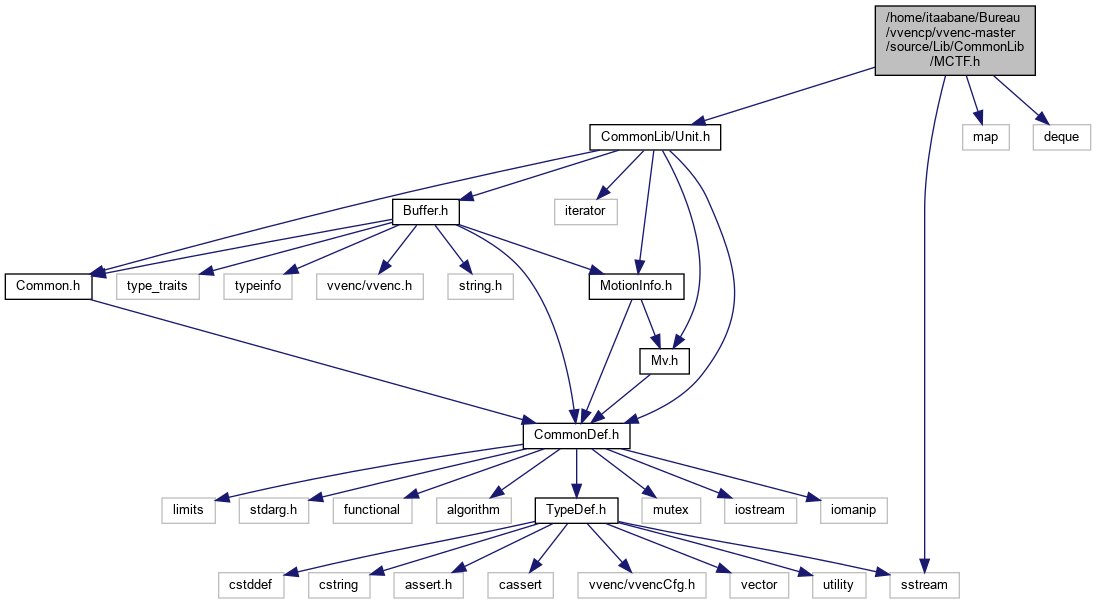 /home/itaabane/Bureau
/vvencp/vvenc-master
/source/Lib/CommonLib
/MCTF.h
CommonLib/Unit.h
map
deque
Buffer.h
iterator
Common.h
type_traits
typeinfo
vvenc/vvenc.h
string.h
MotionInfo.h
Mv.h
CommonDef.h
limits
stdarg.h
functional
algorithm
TypeDef.h
mutex
iostream
iomanip
cstddef
cstring
assert.h
cassert
vvenc/vvencCfg.h
vector
utility
sstream